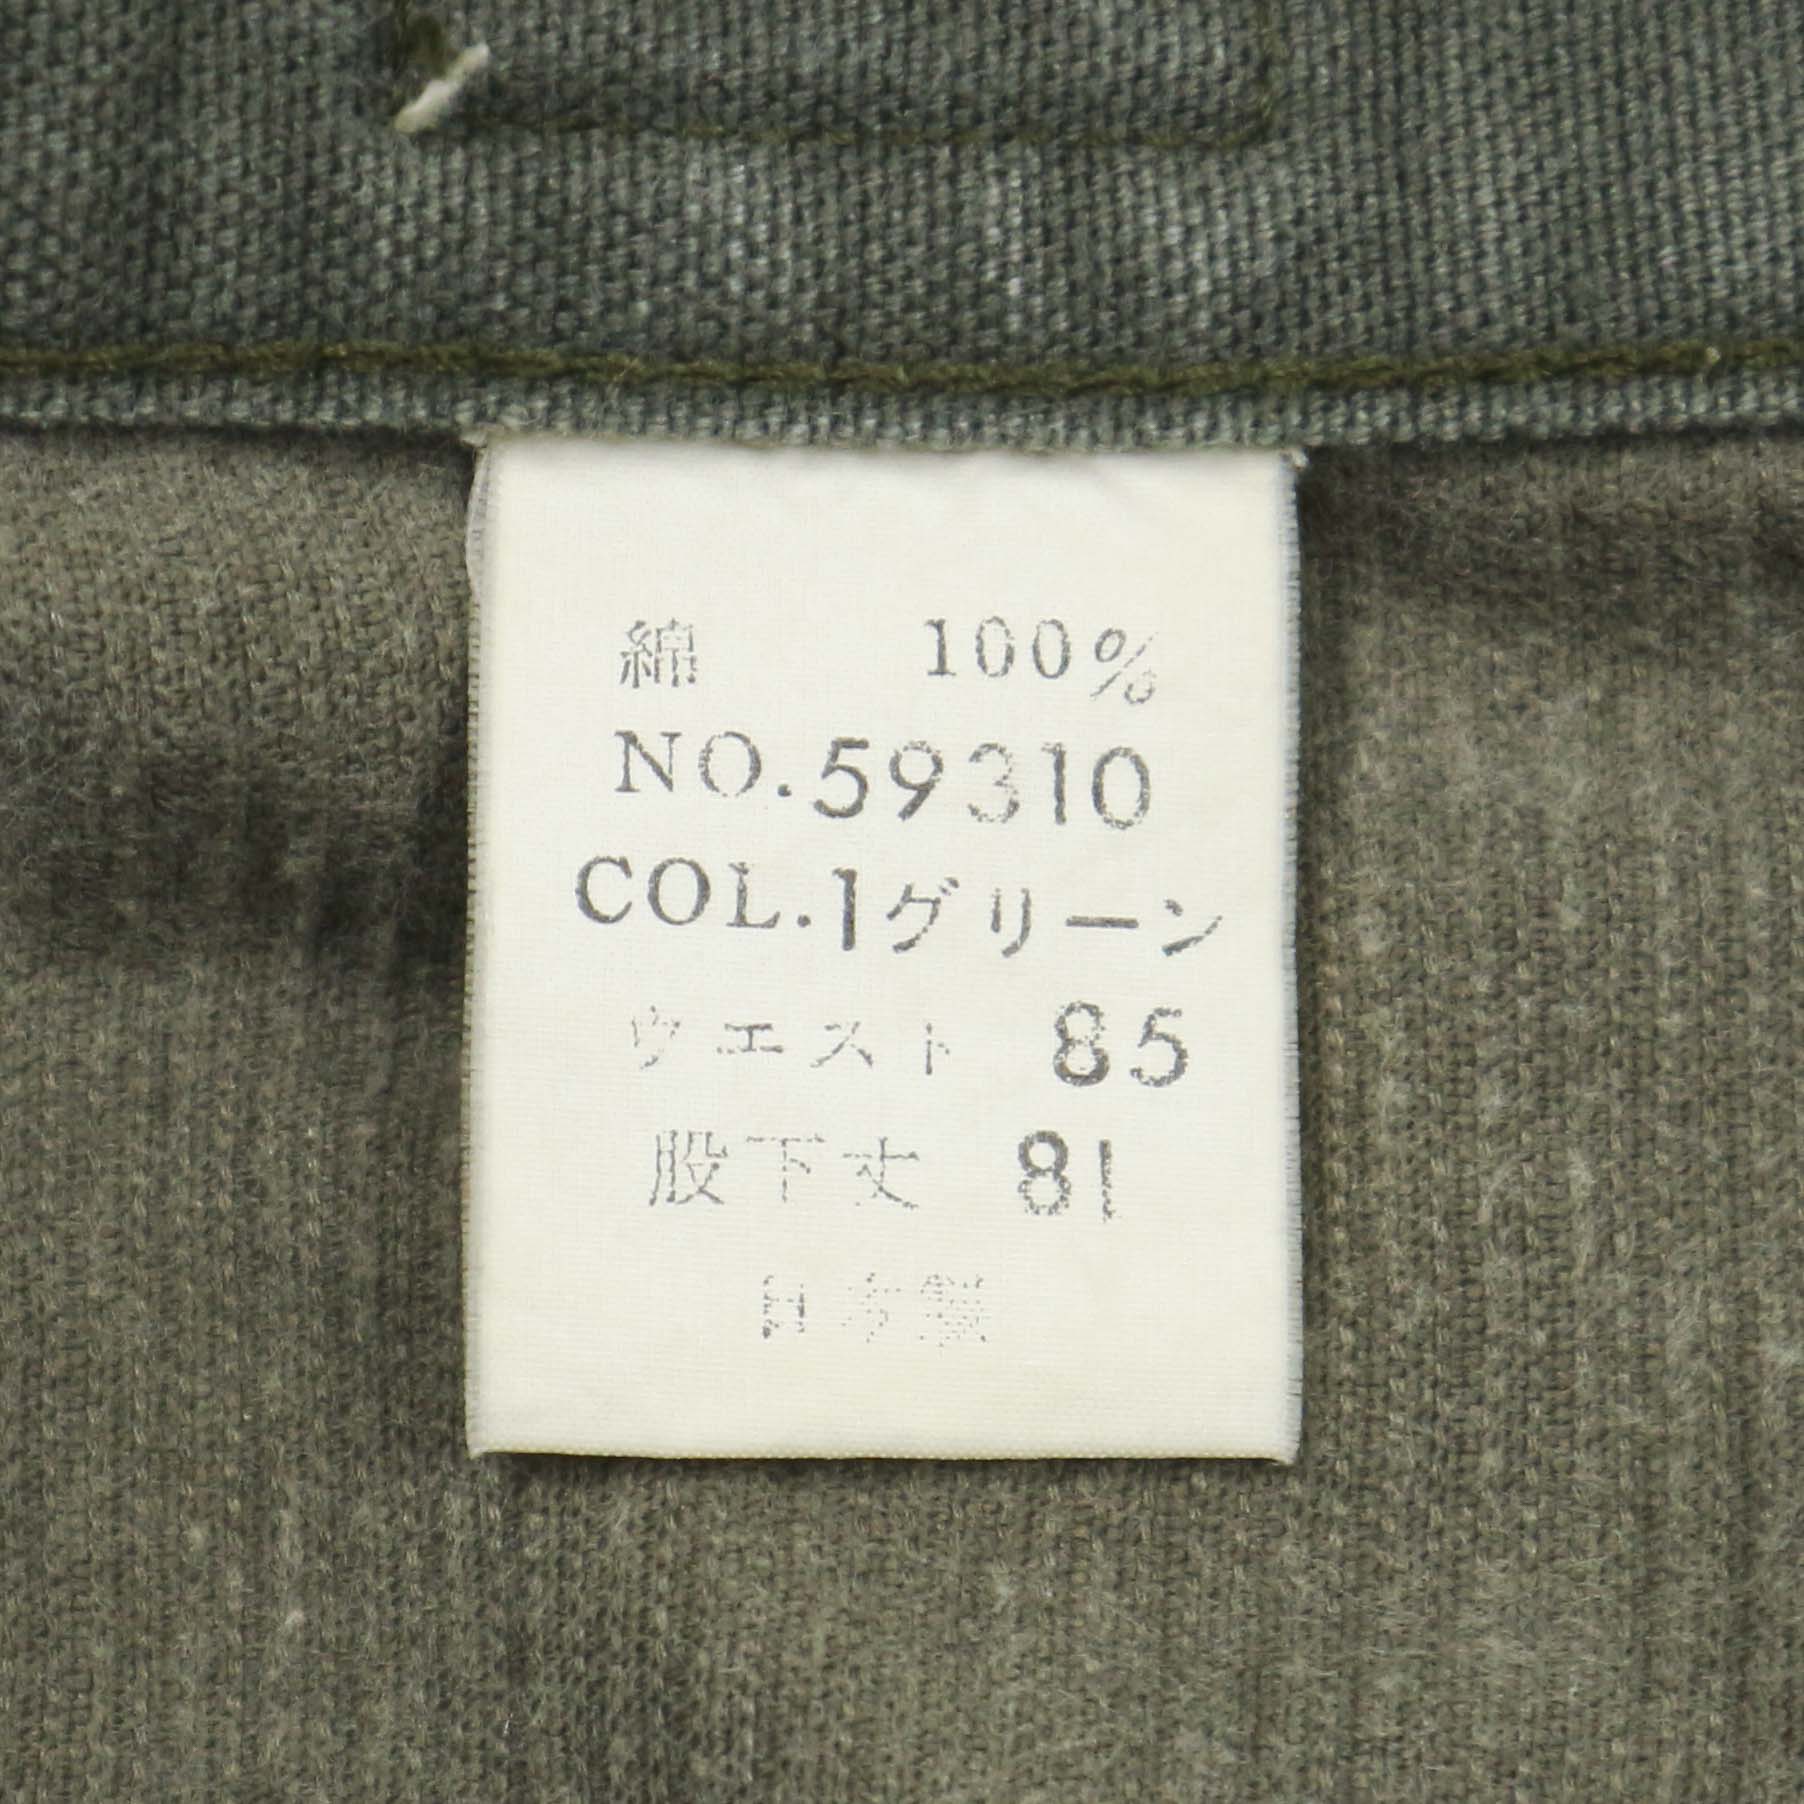 綿 100%
NO.59310
COL.1グリーン
ウエスト 85
股下丈 81
日本製